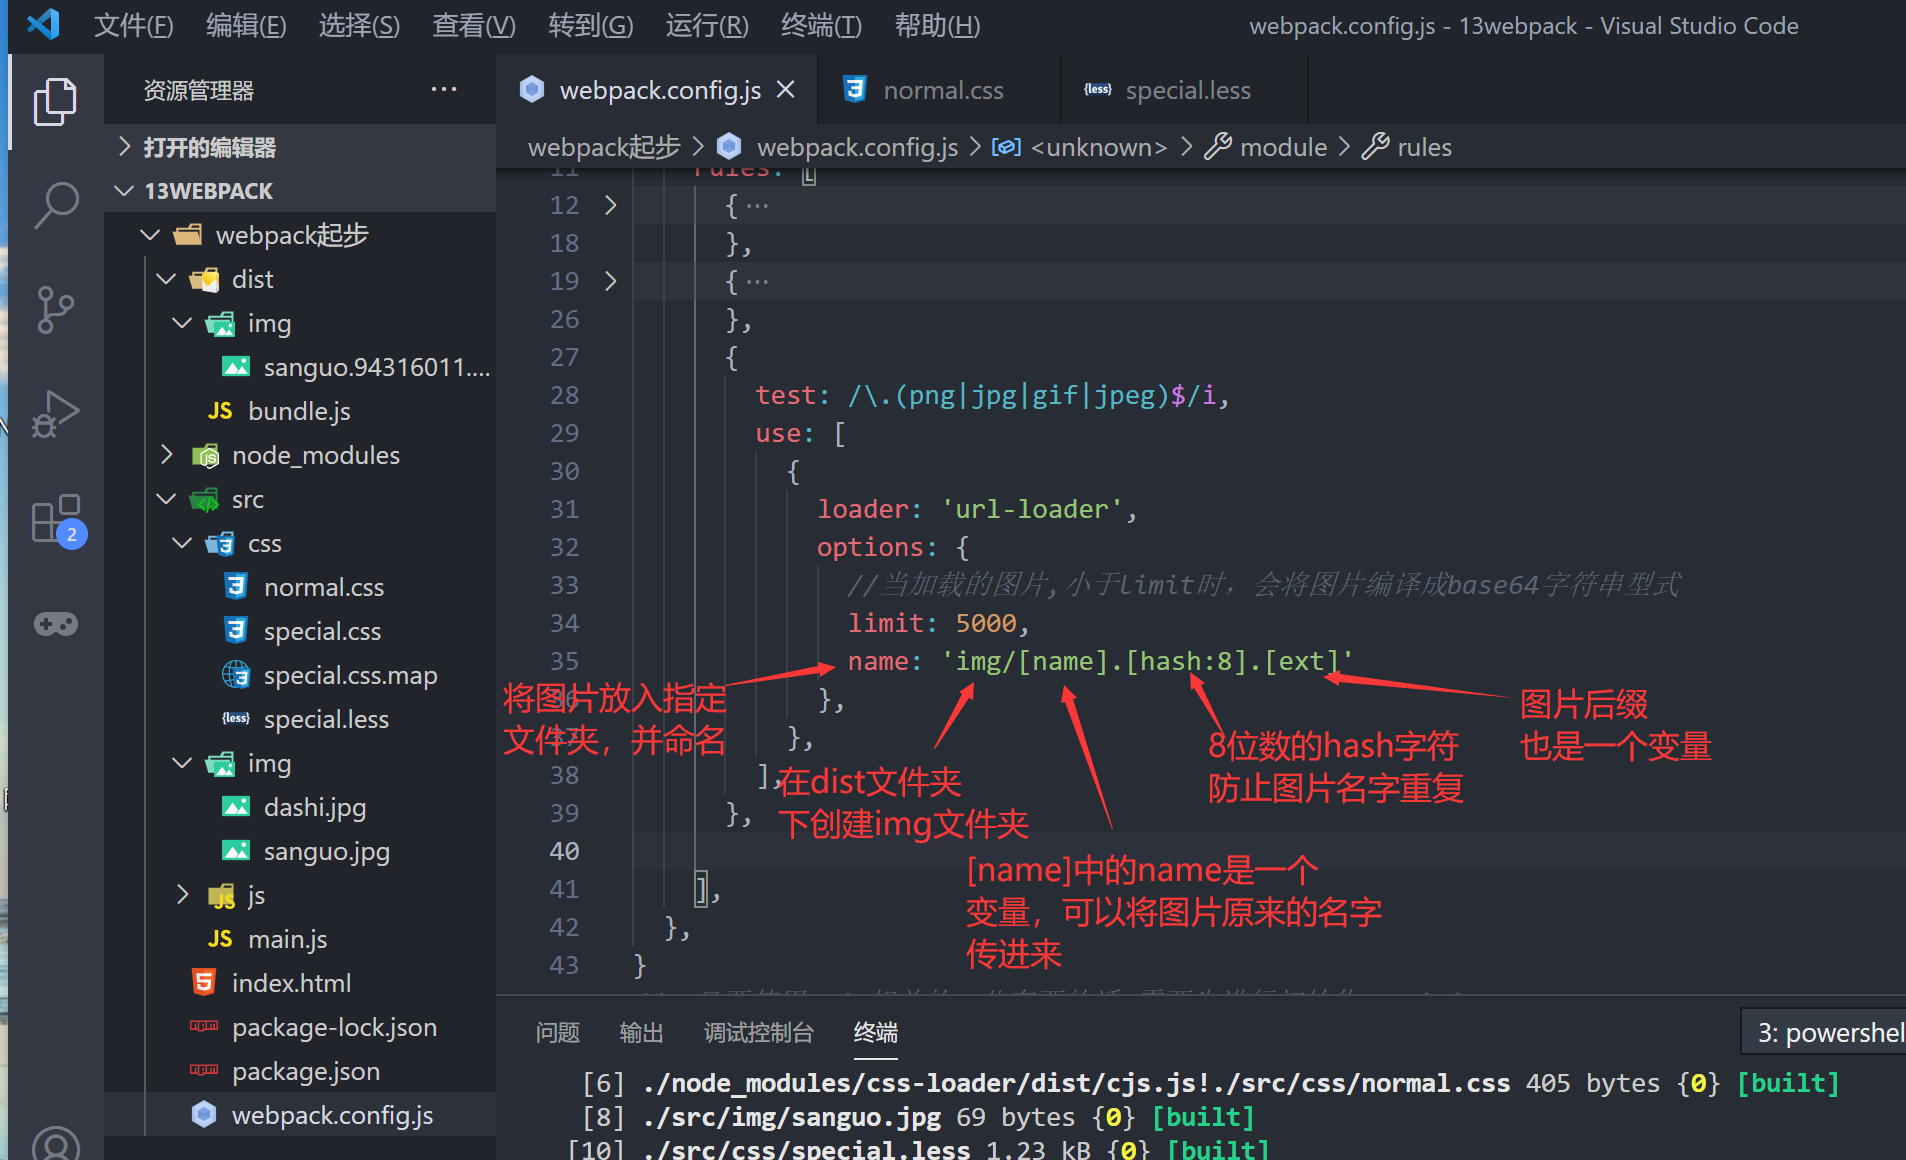 文件(F) 编辑(E) 选择(S) 查看(V) 转到(G) 运行(R) 终端(T) 帮助(H) webpack.config.js - 13webpack - Visual Studio Code
资源管理器 ···
打开的编辑器
13WEBPACK
webpack起步
dist
img
sanguo.94316011....
JS bundle.js
node_modules
src
css
normal.css
special.css
special.css.map
{less} special.less
img
dashi.jpg
sanguo.jpg
js
JS main.js
index.html
package-lock.json
package.json
webpack.config.js
2
webpack.config.js normal.css {less} special.less
webpack起步 > webpack.config.js > <unknown> > module > rules
11 rules: [
12 > { ···
18 },
19 > { ···
26 },
27 {
28 test: /\.(png|jpg|gif|jpeg)$/i,
29 use: [
30 {
31 loader: 'url-loader',
32 options: {
33 //当加载的图片,小于limit时，会将图片编译成base64字符串型式
34 limit: 5000,
35 name: 'img/[name].[hash:8].[ext]'
36 },
37 },
38 ],
39 },
40
41 ],
42 },
43 }
将图片放入指定
文件夹，并命名
在dist文件夹
下创建img文件夹
[name]中的name是一个
变量，可以将图片原来的名字
传进来
8位数的hash字符
防止图片名字重复
图片后缀
也是一个变量
问题 输出 调试控制台 终端 3: powershel
[6] ./node_modules/css-loader/dist/cjs.js!./src/css/normal.css 405 bytes {0} [built]
[8] ./src/img/sanguo.jpg 69 bytes {0} [built]
[10] ./src/css/special.less 1.23 kB {0} [built]